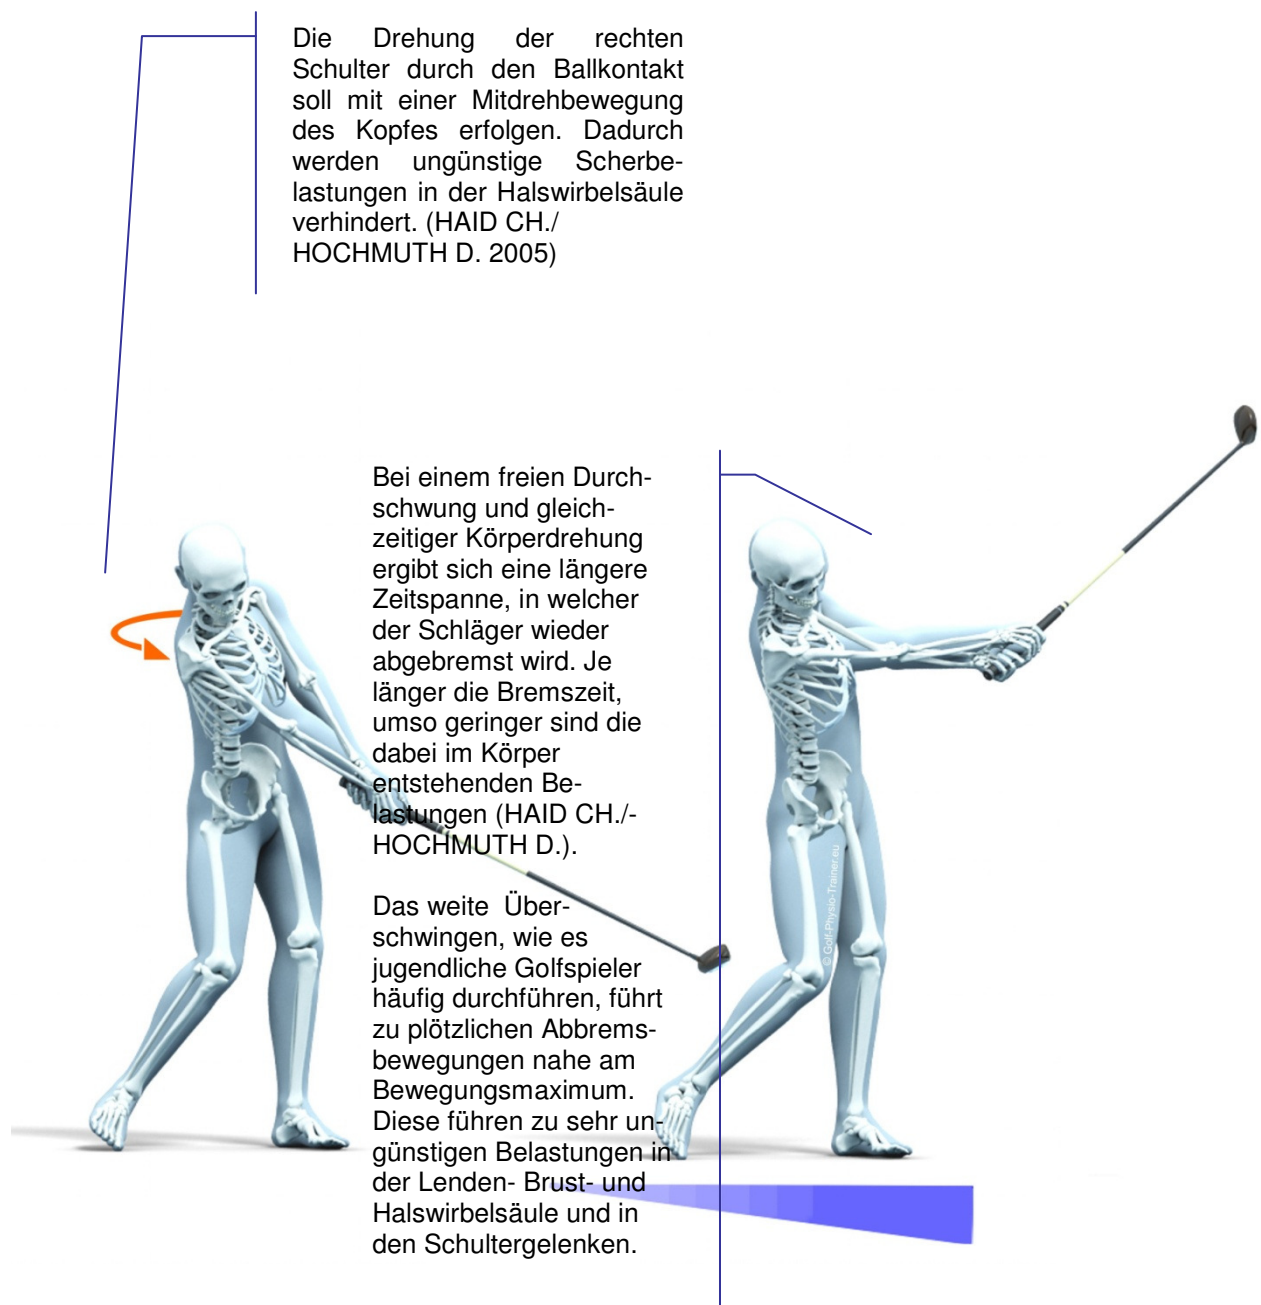 Die Drehung der rechten
Schulter durch den Ballkontakt
soll mit einer Mitdrehbewegung
des Kopfes erfolgen. Dadurch
werden ungünstige Scherbe-
lastungen in der Halswirbelsäule
verhindert. (HAID CH./
HOCHMUTH D. 2005)
Bei einem freien Durch-
schwung und gleich-
zeitiger Körperdrehung
ergibt sich eine längere
Zeitspanne, in welcher
der Schläger wieder
abgebremst wird. Je
länger die Bremszeit,
umso geringer sind die
dabei im Körper
entstehenden Be-
lastungen (HAID CH./-
HOCHMUTH D.).
Das weite Über-
schwingen, wie es
jugendliche Golfspieler
häufig durchführen, führt
zu plötzlichen Abbrems-
bewegungen nahe am
Bewegungsmaximum.
Diese führen zu sehr un-
günstigen Belastungen in
der Lenden- Brust- und
Halswirbelsäule und in
den Schultergelenken.
© Golf-Physio-Trainer.eu